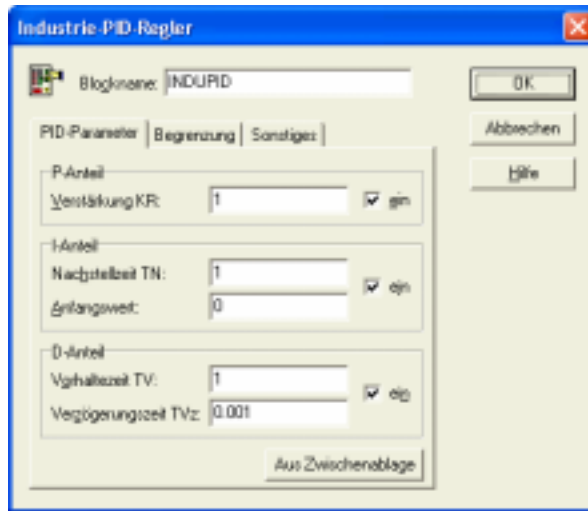 Industrie-PID-Regler
Blockname: INDUPID
OK
PID-Parameter Begrenzung Sonstiges
Abbrechen
P-Anteil
Hilfe
Verstärkung KR: 1 ein
I-Anteil
Nachstellzeit TN: 1 ein
Anfangswert: 0
D-Anteil
Vorhaltezeit TV: 1 ein
Verzögerungszeit TVz: 0.001
Aus Zwischenablage